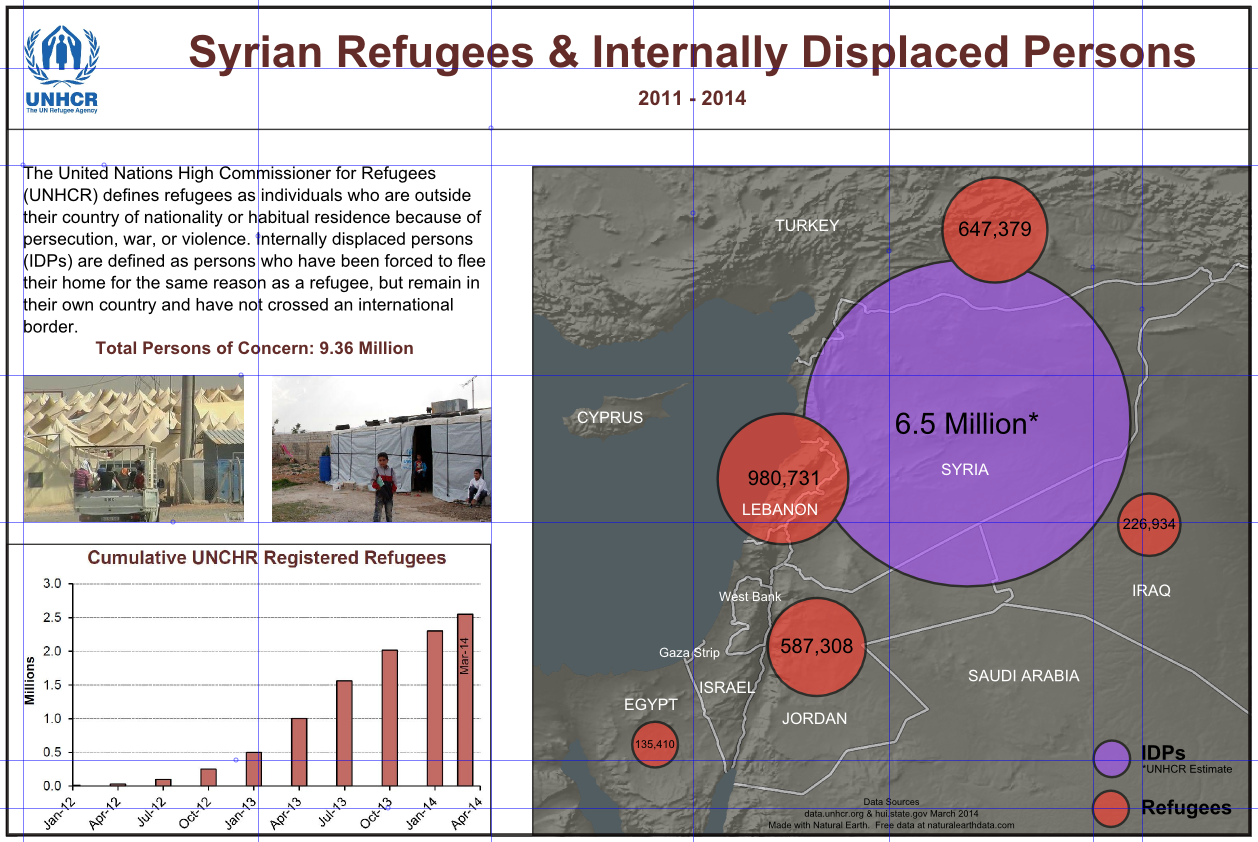 UNHCR
The UN Refugee Agency
Syrian Refugees & Internally Displaced Persons
2011 - 2014
The United Nations High Commissioner for Refugees
(UNHCR) defines refugees as individuals who are outside
their country of nationality or habitual residence because of
persecution, war, or violence. Internally displaced persons
(IDPs) are defined as persons who have been forced to flee
their home for the same reason as a refugee, but remain in
their own country and have not crossed an international
border.
Total Persons of Concern: 9.36 Million
Cumulative UNCHR Registered Refugees
Millions
3.0
2.5
2.0
1.5
1.0
0.5
0.0
Mar-14
Jan-12
Apr-12
Jul-12
Oct-12
Jan-13
Apr-13
Jul-13
Oct-13
Jan-14
Apr-14
TURKEY
647,379
CYPRUS
6.5 Million*
SYRIA
980,731
LEBANON
226,934
IRAQ
West Bank
Gaza Strip
587,308
ISRAEL
SAUDI ARABIA
EGYPT
JORDAN
135,410
IDPs
*UNHCR Estimate
Refugees
Data Sources
data.unhcr.org & hiu.state.gov March 2014
Made with Natural Earth. Free data at naturalearthdata.com